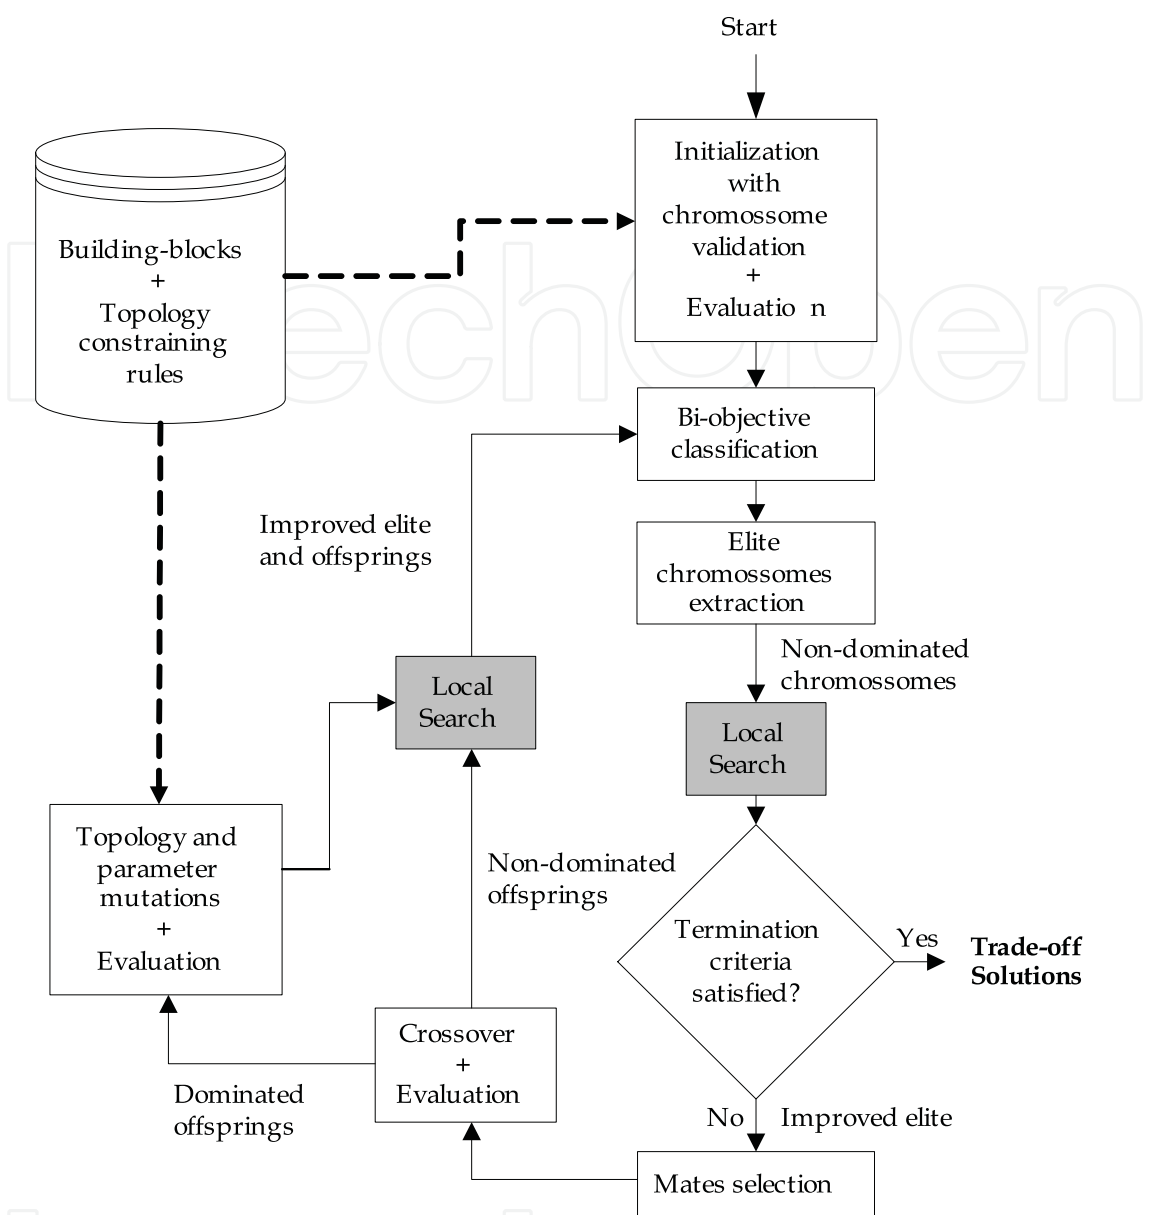 Start
Initialization
with
chromossome
validation
+
Evaluatio n
Building-blocks
+
Topology
constraining
rules
Bi-objective
classification
Improved elite
and offsprings
Elite
chromossomes
extraction
Non-dominated
chromossomes
Local
Search
Local
Search
Topology and
parameter
mutations
+
Evaluation
Non-dominated
offsprings
Termination
criteria
satisfied?
Yes
Trade-off
Solutions
Crossover
+
Evaluation
Dominated
offsprings
No
Improved elite
Mates selection